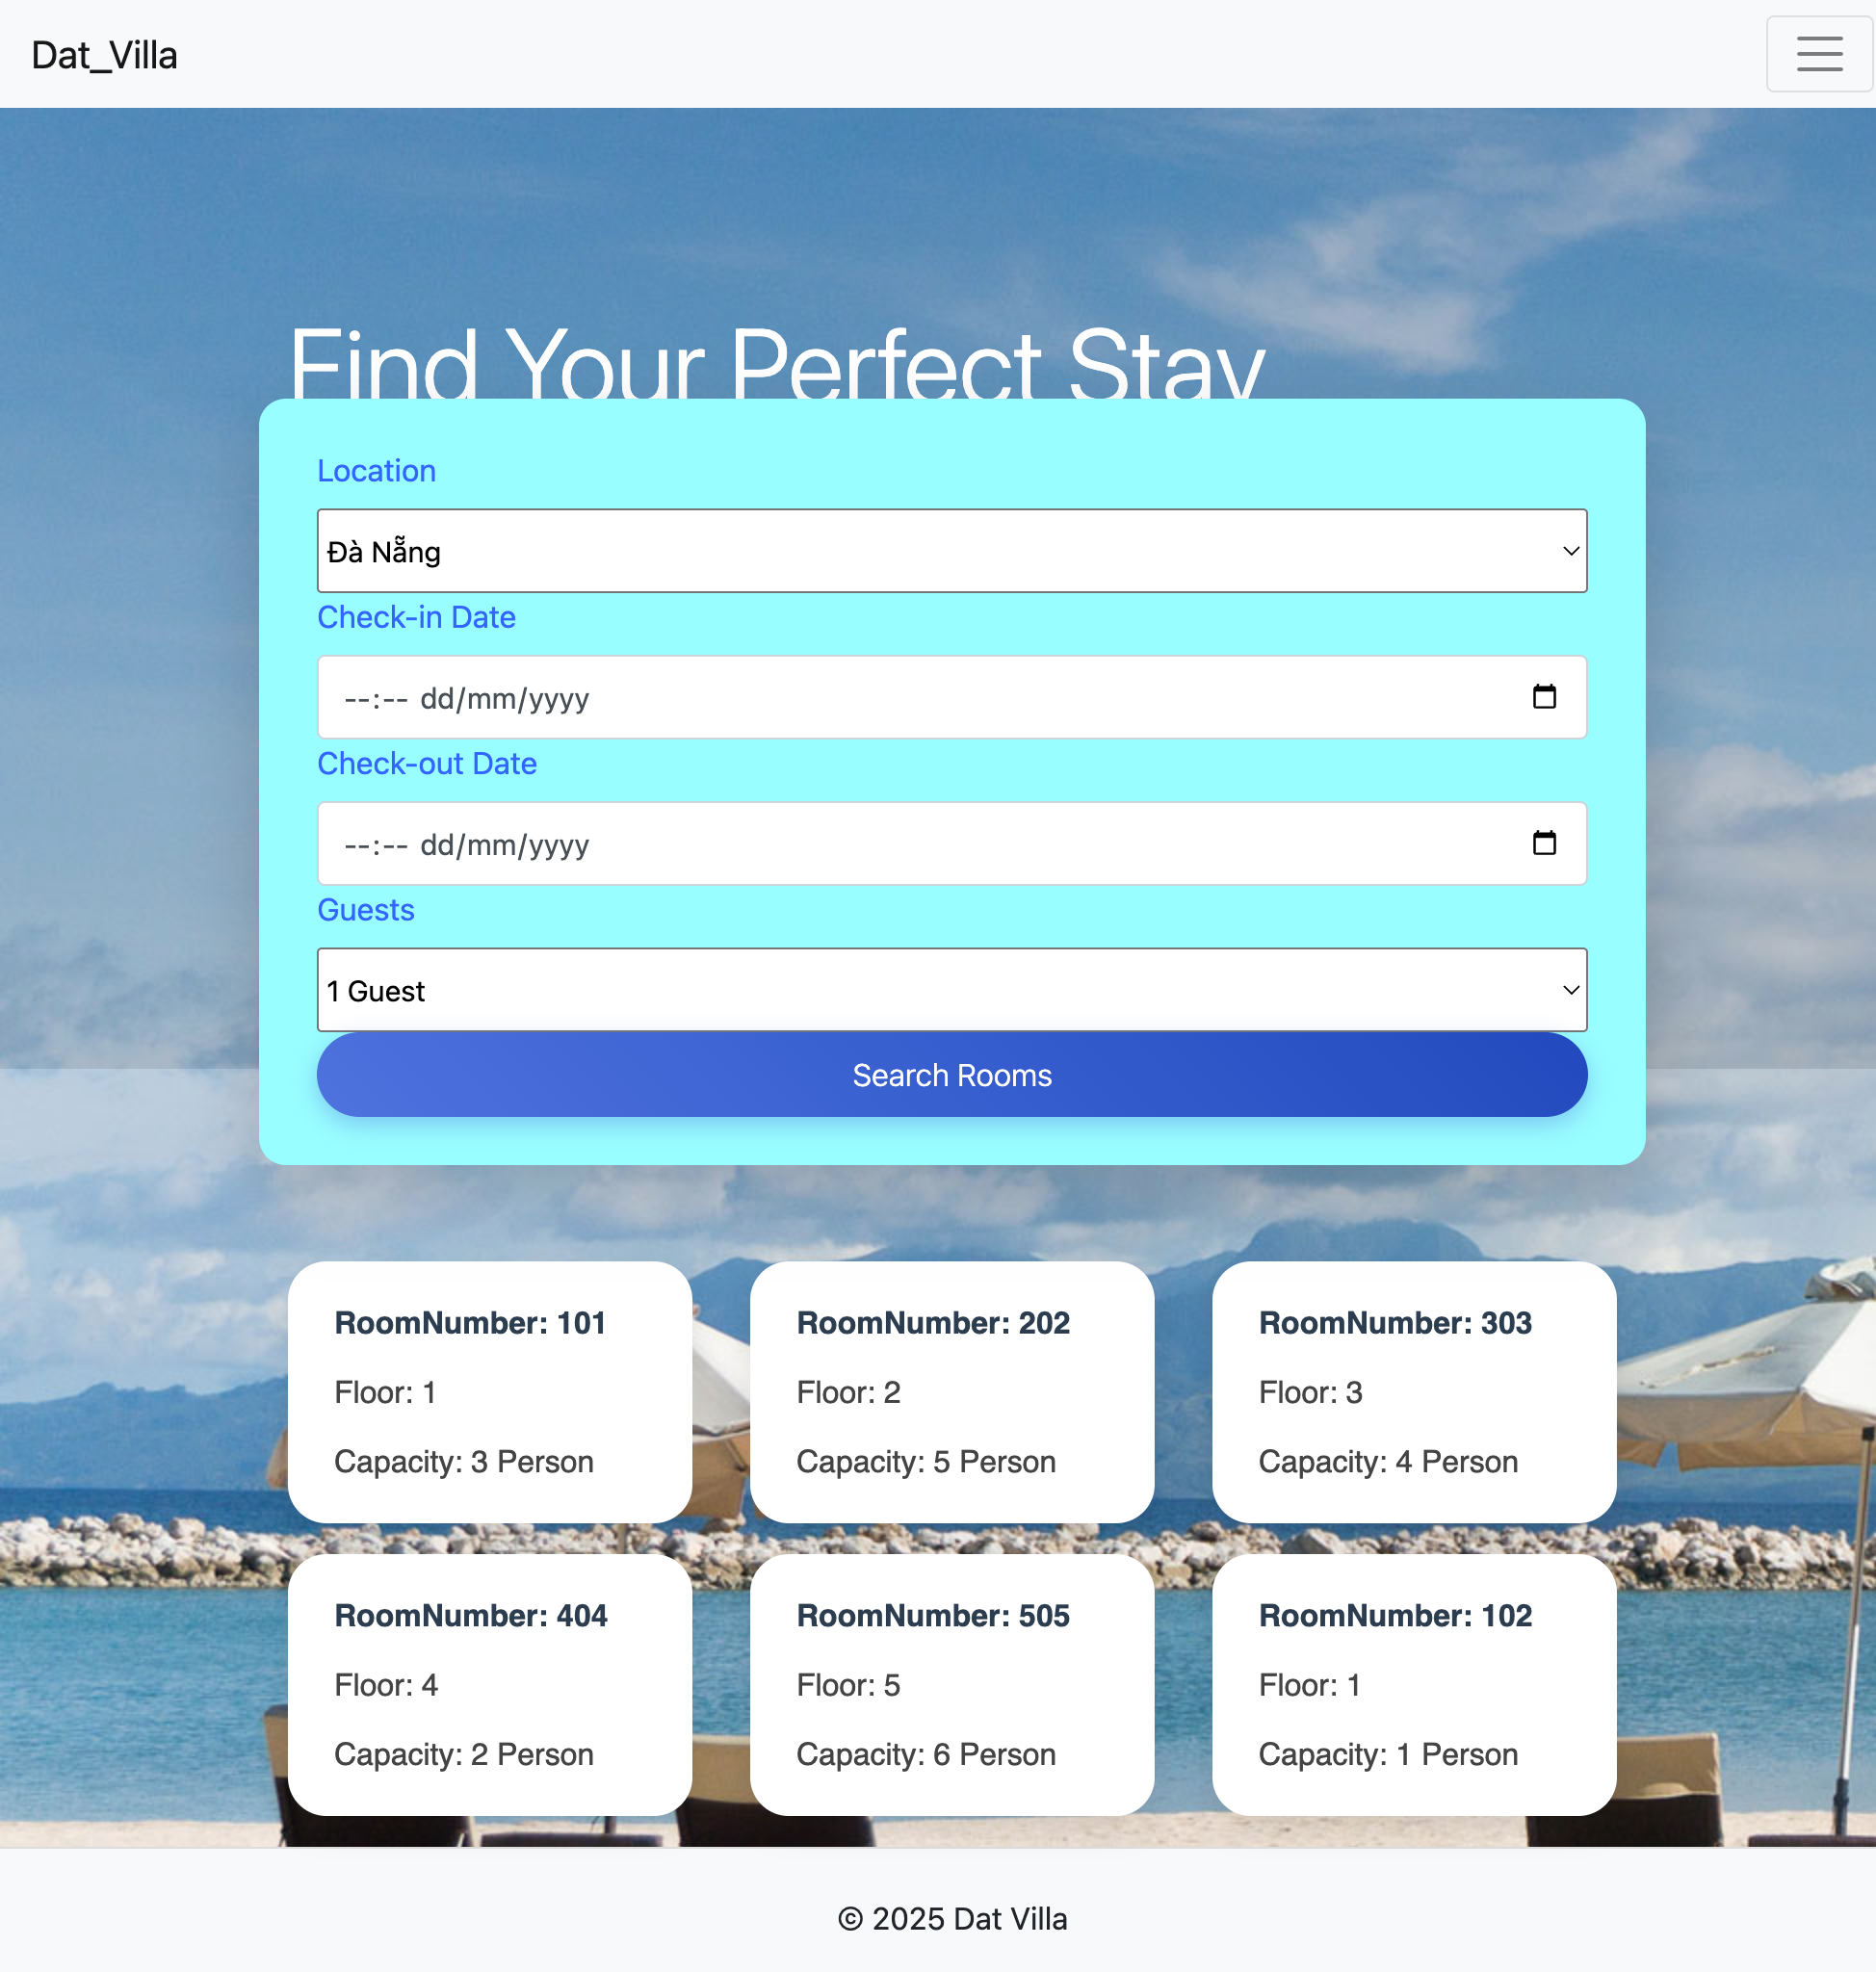 Dat_Villa
Find Your Perfect Stay
Location
Đà Nẵng
Check-in Date
--:-- dd/mm/yyyy
Check-out Date
--:-- dd/mm/yyyy
Guests
1 Guest
Search Rooms
RoomNumber: 101
Floor: 1
Capacity: 3 Person
RoomNumber: 202
Floor: 2
Capacity: 5 Person
RoomNumber: 303
Floor: 3
Capacity: 4 Person
RoomNumber: 404
Floor: 4
Capacity: 2 Person
RoomNumber: 505
Floor: 5
Capacity: 6 Person
RoomNumber: 102
Floor: 1
Capacity: 1 Person
© 2025 Dat Villa